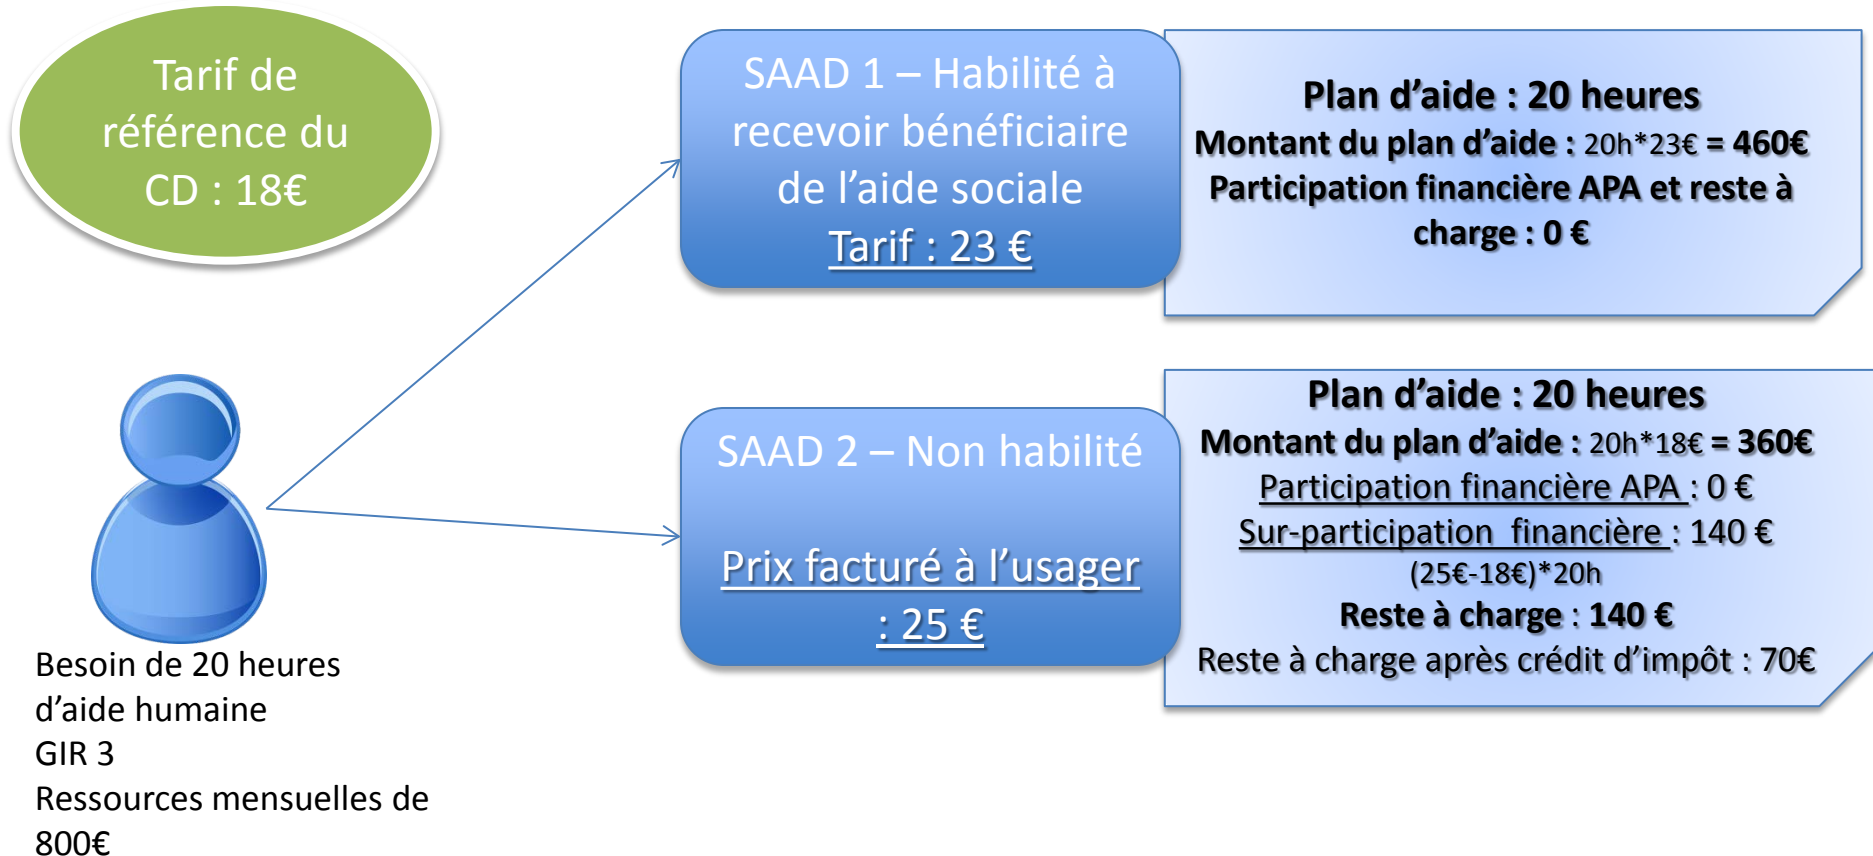 Tarif de
référence du
CD : 18€
SAAD 1 – Habilité à
recevoir bénéficiaire
de l’aide sociale
Tarif : 23 €
Plan d’aide : 20 heures
Montant du plan d’aide : 20h*23€ = 460€
Participation financière APA et reste à
charge : 0 €
SAAD 2 – Non habilité
Prix facturé à l’usager
: 25 €
Plan d’aide : 20 heures
Montant du plan d’aide : 20h*18€ = 360€
Participation financière APA : 0 €
Sur-participation financière : 140 €
(25€-18€)*20h
Reste à charge : 140 €
Reste à charge après crédit d’impôt : 70€
Besoin de 20 heures
d’aide humaine
GIR 3
Ressources mensuelles de
800€